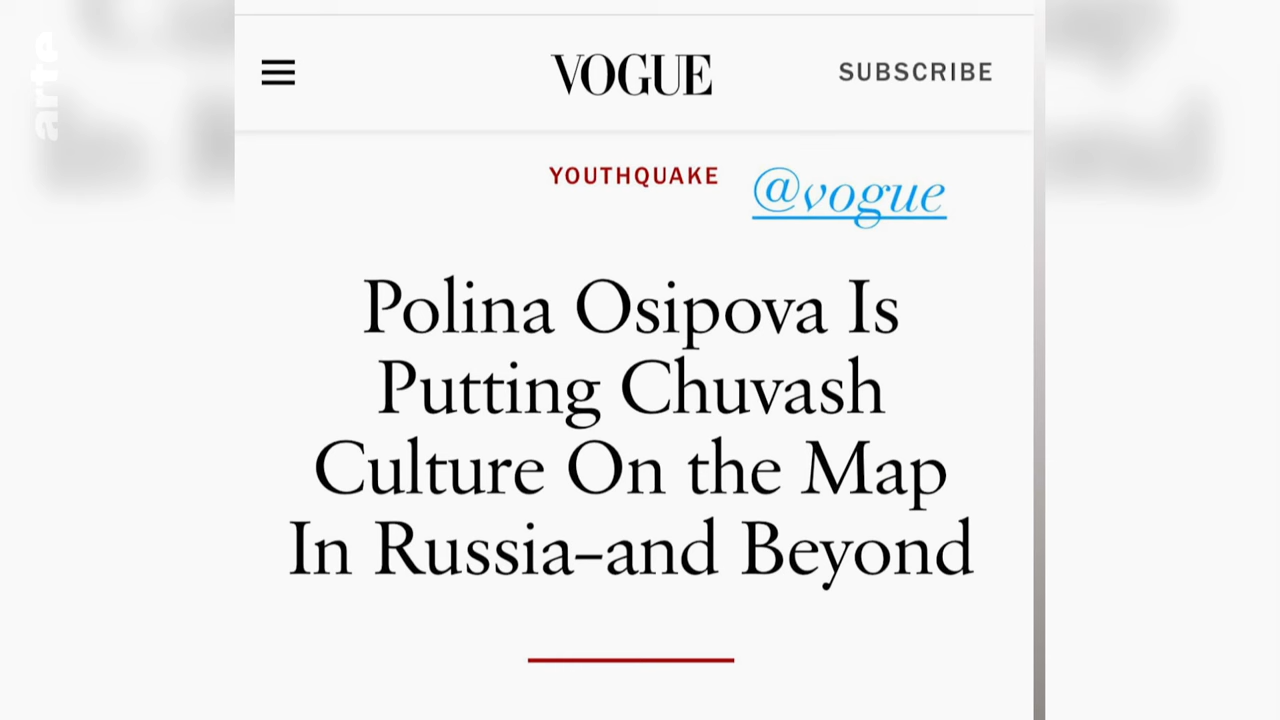 arte
VOGUE
SUBSCRIBE
YOUTHQUAKE
@vogue
Polina Osipova Is
Putting Chuvash
Culture On the Map
In Russia–and Beyond